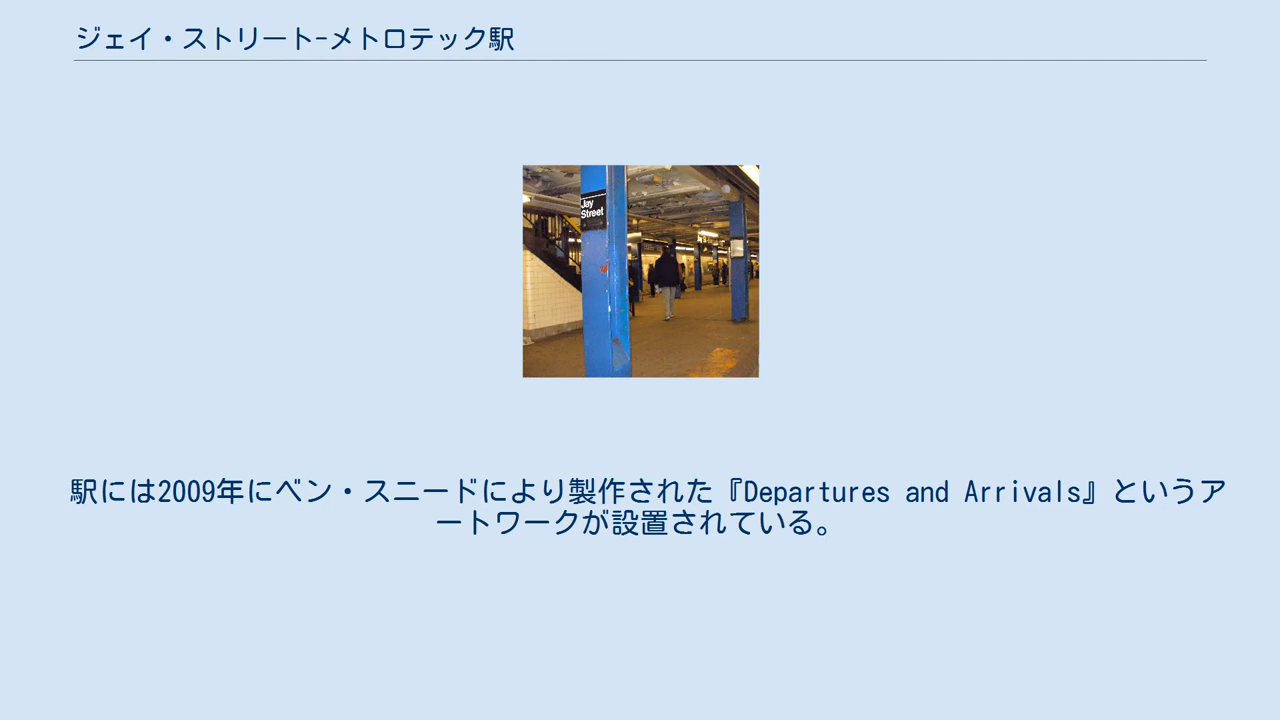 ジェイ・ストリート-メトロテック駅
Jay
Street
駅には2009年にベン・スニードにより製作された『Departures and Arrivals』というア
ートワークが設置されている。